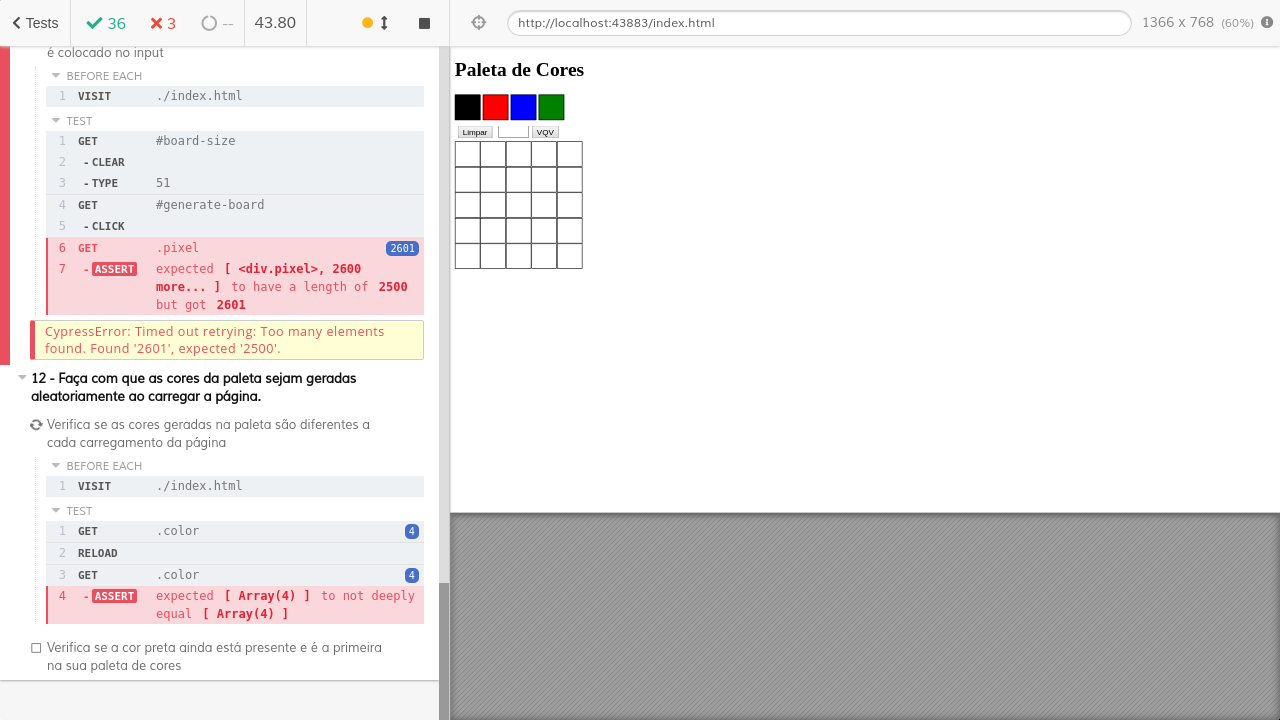 Tests
36
3
--
43.80
http://localhost:43883/index.html
1366 x 768 (60%)
é colocado no input
BEFORE EACH
1 VISIT ./index.html
TEST
1 GET #board-size
2 - CLEAR
3 - TYPE 51
4 GET #generate-board
5 - CLICK
6 GET .pixel 2601
7 - ASSERT expected [ <div.pixel>, 2600
more... ] to have a length of 2500
but got 2601
CypressError: Timed out retrying: Too many elements
found. Found '2601', expected '2500'.
12 - Faça com que as cores da paleta sejam geradas
aleatoriamente ao carregar a página.
Verifica se as cores geradas na paleta são diferentes a
cada carregamento da página
BEFORE EACH
1 VISIT ./index.html
TEST
1 GET .color 4
2 RELOAD
3 GET .color 4
4 - ASSERT expected [ Array(4) ] to not deeply
equal [ Array(4) ]
Verifica se a cor preta ainda está presente e é a primeira
na sua paleta de cores
Paleta de Cores
Limpar VQV